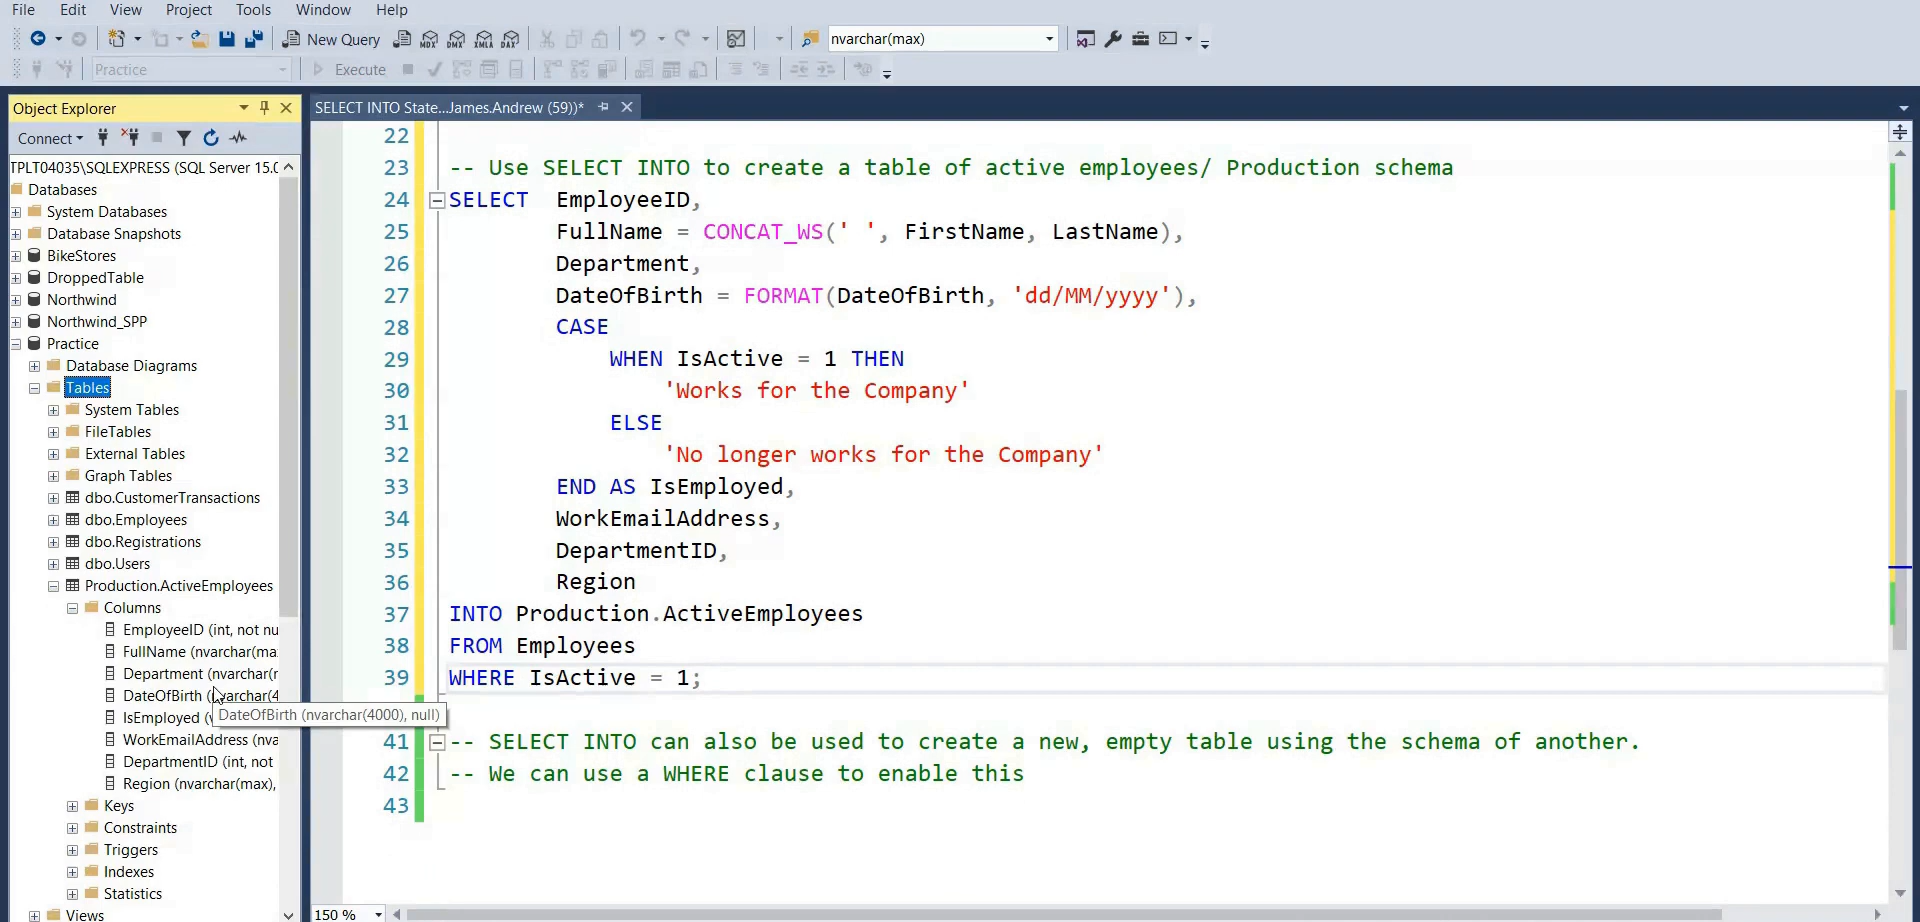 File Edit View Project Tools Window Help
New Query MDX DMX XMLA DAX nvarchar(max)
Practice Execute
Object Explorer
SELECT INTO State...James.Andrew (59))*
Connect
TPLT04035\SQLEXPRESS (SQL Server 15.0
Databases
System Databases
Database Snapshots
BikeStores
DroppedTable
Northwind
Northwind_SPP
Practice
Database Diagrams
Tables
System Tables
FileTables
External Tables
Graph Tables
dbo.CustomerTransactions
dbo.Employees
dbo.Registrations
dbo.Users
Production.ActiveEmployees
Columns
EmployeeID (int, not nu
FullName (nvarchar(ma
Department (nvarchar(r
DateOfBirth (nvarchar(4
IsEmployed (v
DateOfBirth (nvarchar(4000), null)
WorkEmailAddress (nva
DepartmentID (int, not
Region (nvarchar(max),
Keys
Constraints
Triggers
Indexes
Statistics
Views
22
23 -- Use SELECT INTO to create a table of active employees/ Production schema
24 SELECT EmployeeID,
25 FullName = CONCAT_WS(' ', FirstName, LastName),
26 Department,
27 DateOfBirth = FORMAT(DateOfBirth, 'dd/MM/yyyy'),
28 CASE
29 WHEN IsActive = 1 THEN
30 'Works for the Company'
31 ELSE
32 'No longer works for the Company'
33 END AS IsEmployed,
34 WorkEmailAddress,
35 DepartmentID,
36 Region
37 INTO Production.ActiveEmployees
38 FROM Employees
39 WHERE IsActive = 1;
41 -- SELECT INTO can also be used to create a new, empty table using the schema of another.
42 -- We can use a WHERE clause to enable this
43
150 %